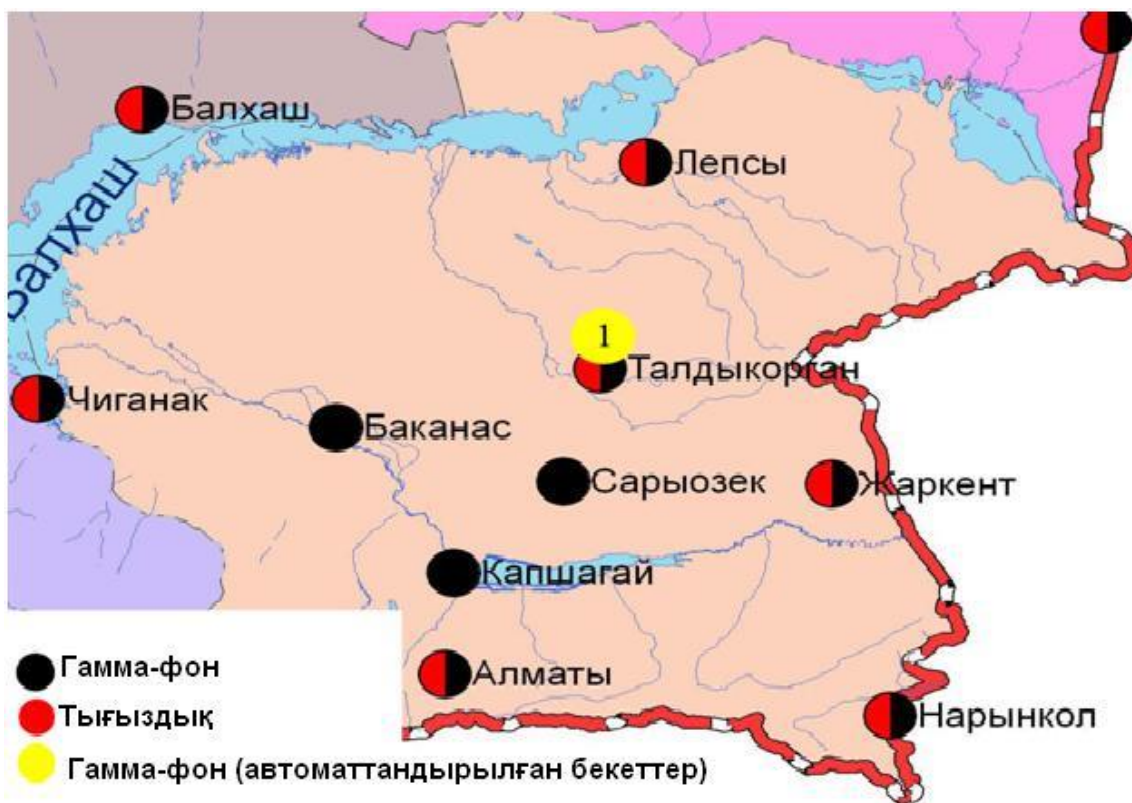 Балхаш
Лепсы
Балхаш
1
Талдыкорган
Чиганак
Баканас
Сарыозек
Жаркент
Капшагай
Алматы
Нарынкол
Гамма-фон
Тығыздық
Гамма-фон (автоматтандырылған бекеттер)